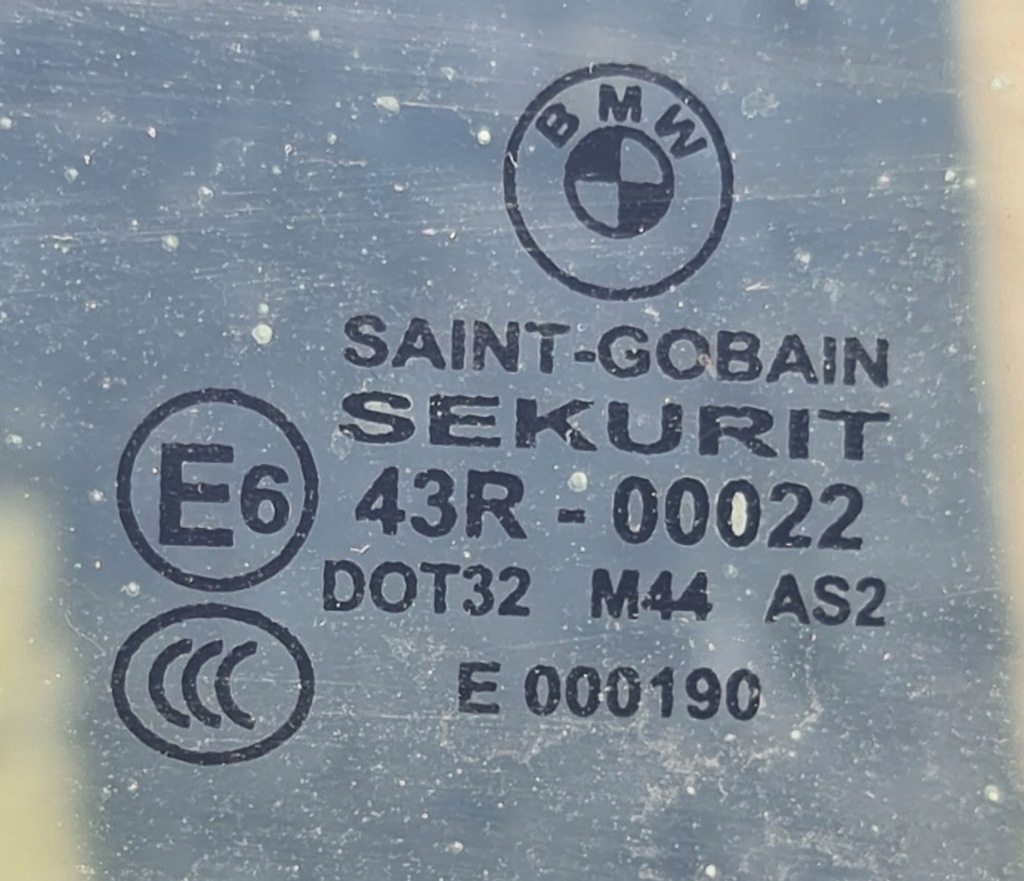 BMW
SAINT-GOBAIN
SEKURIT
E6 43R - 00022
DOT32 M44 AS2
CCC E 000190